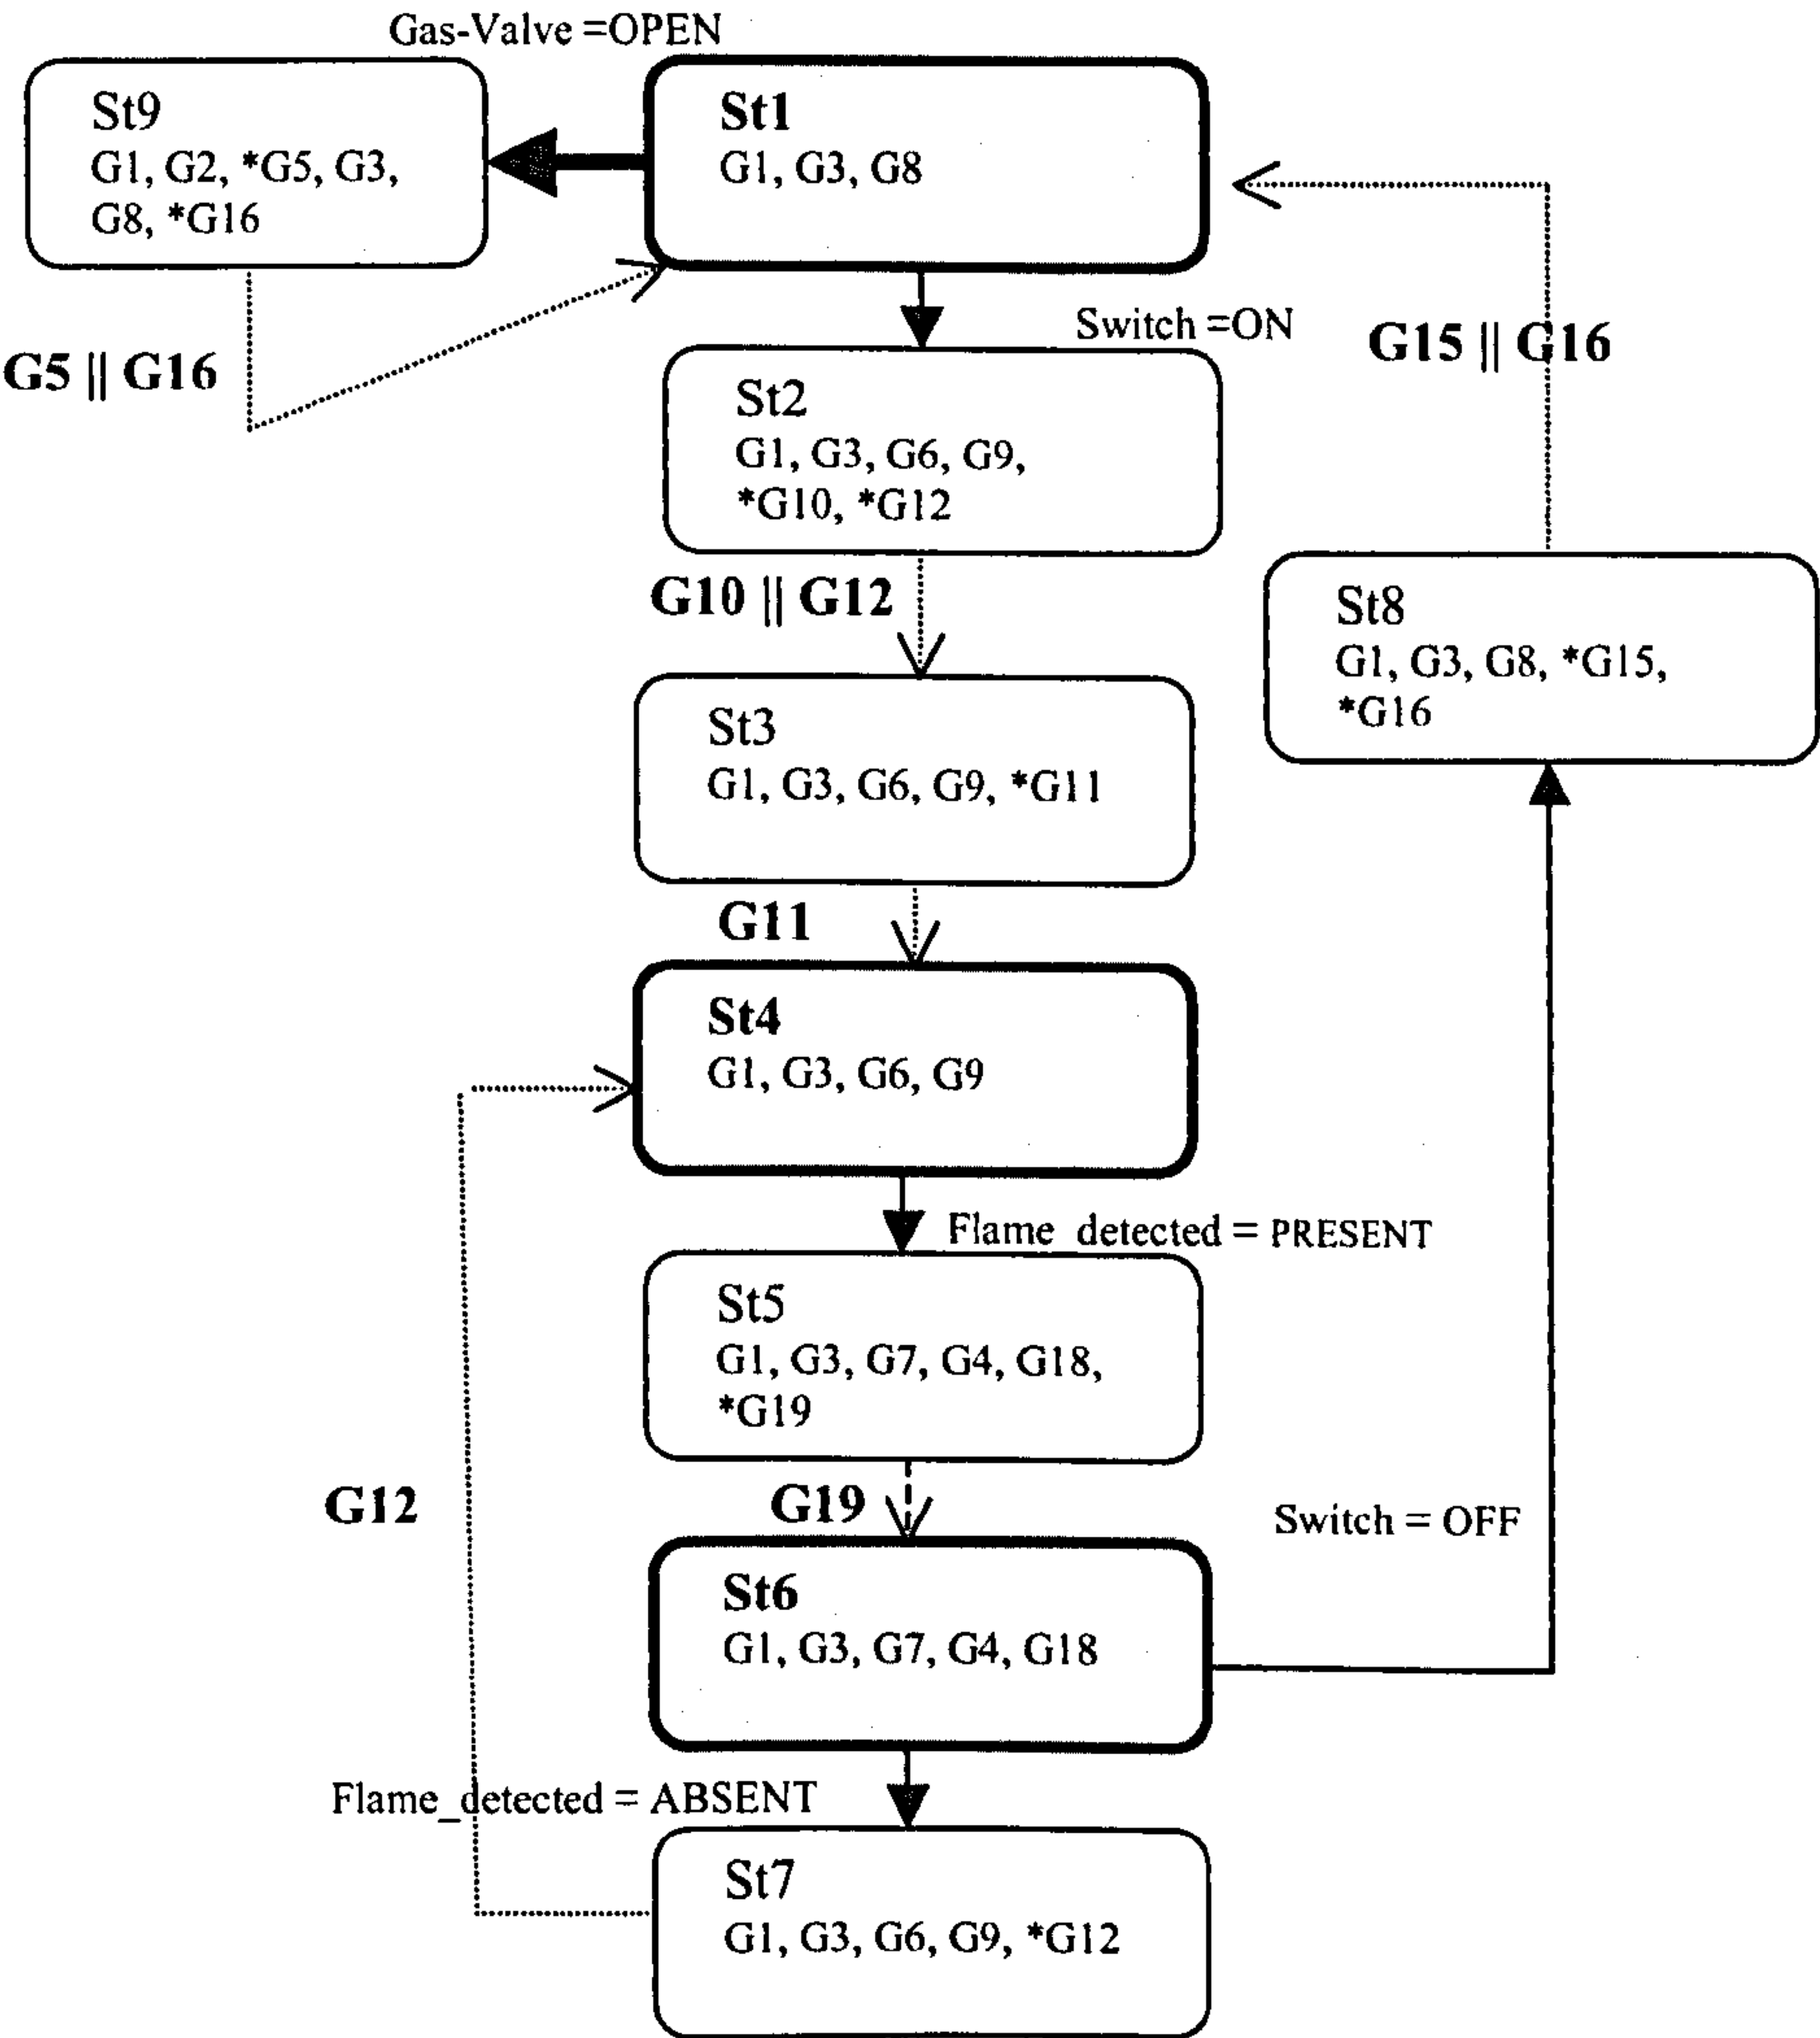 Gas-Valve =OPEN
St9
G1, G2, *G5, G3,
G8, *G16
St1
G1, G3, G8
Switch =ON
G5 || G16
G15 || G16
St2
G1, G3, G6, G9,
*G10, *G12
G10 || G12
St8
G1, G3, G8, *G15,
*G16
St3
G1, G3, G6, G9, *G11
G11
St4
G1, G3, G6, G9
Flame detected = PRESENT
St5
G1, G3, G7, G4, G18,
*G19
G12
G19
Switch = OFF
St6
G1, G3, G7, G4, G18
Flame_detected = ABSENT
St7
G1, G3, G6, G9, *G12